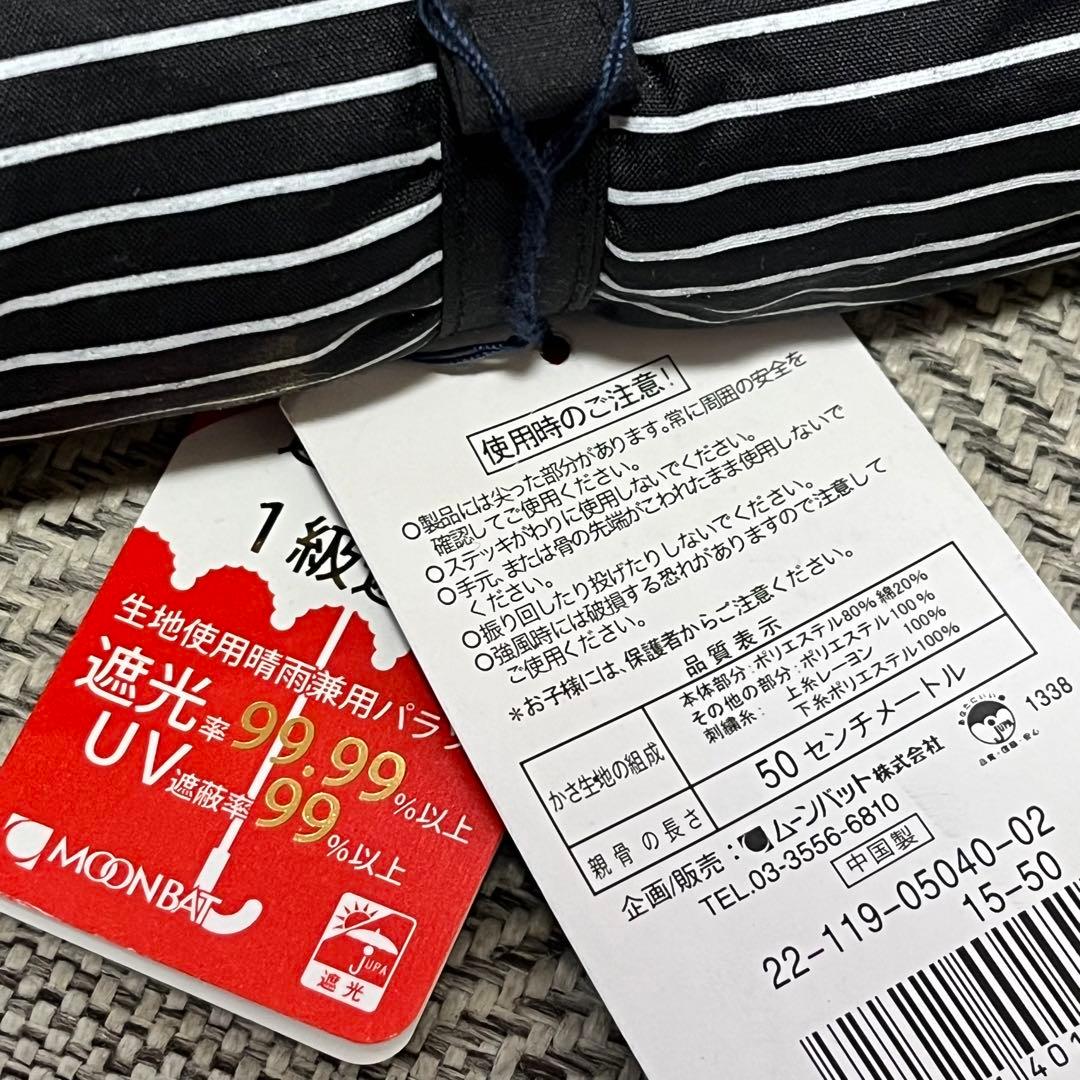 使用時のご注意!
○製品には尖った部分があります。常に周囲の安全を
確認してご使用ください。
○ステッキがわりに使用しないでください。
○手元、または骨の先端がこわれたまま使用しないで
ください。
○振り回したり投げたりしないでください。
○強風時には破損する恐れがありますので注意して
ご使用ください。
*お子様には、保護者からご注意ください。
品質表示
かさ生地の組成
本体部分:ポリエステル80% 綿20%
その他の部分:ポリエステル100%
刺繍糸: 上糸レーヨン 100%
下糸ポリエステル100%
親骨の長さ
50センチメートル
企画/販売:ムーンバット株式会社
TEL.03-3556-6810
中国製
JUPA
品質・信頼・安心
1338
22-119-05040-02
15-50
401
1級
生地使用晴雨兼用パラ
遮光率99.99%以上
UV遮蔽率99%以上
MOONBAT
JUPA
遮光